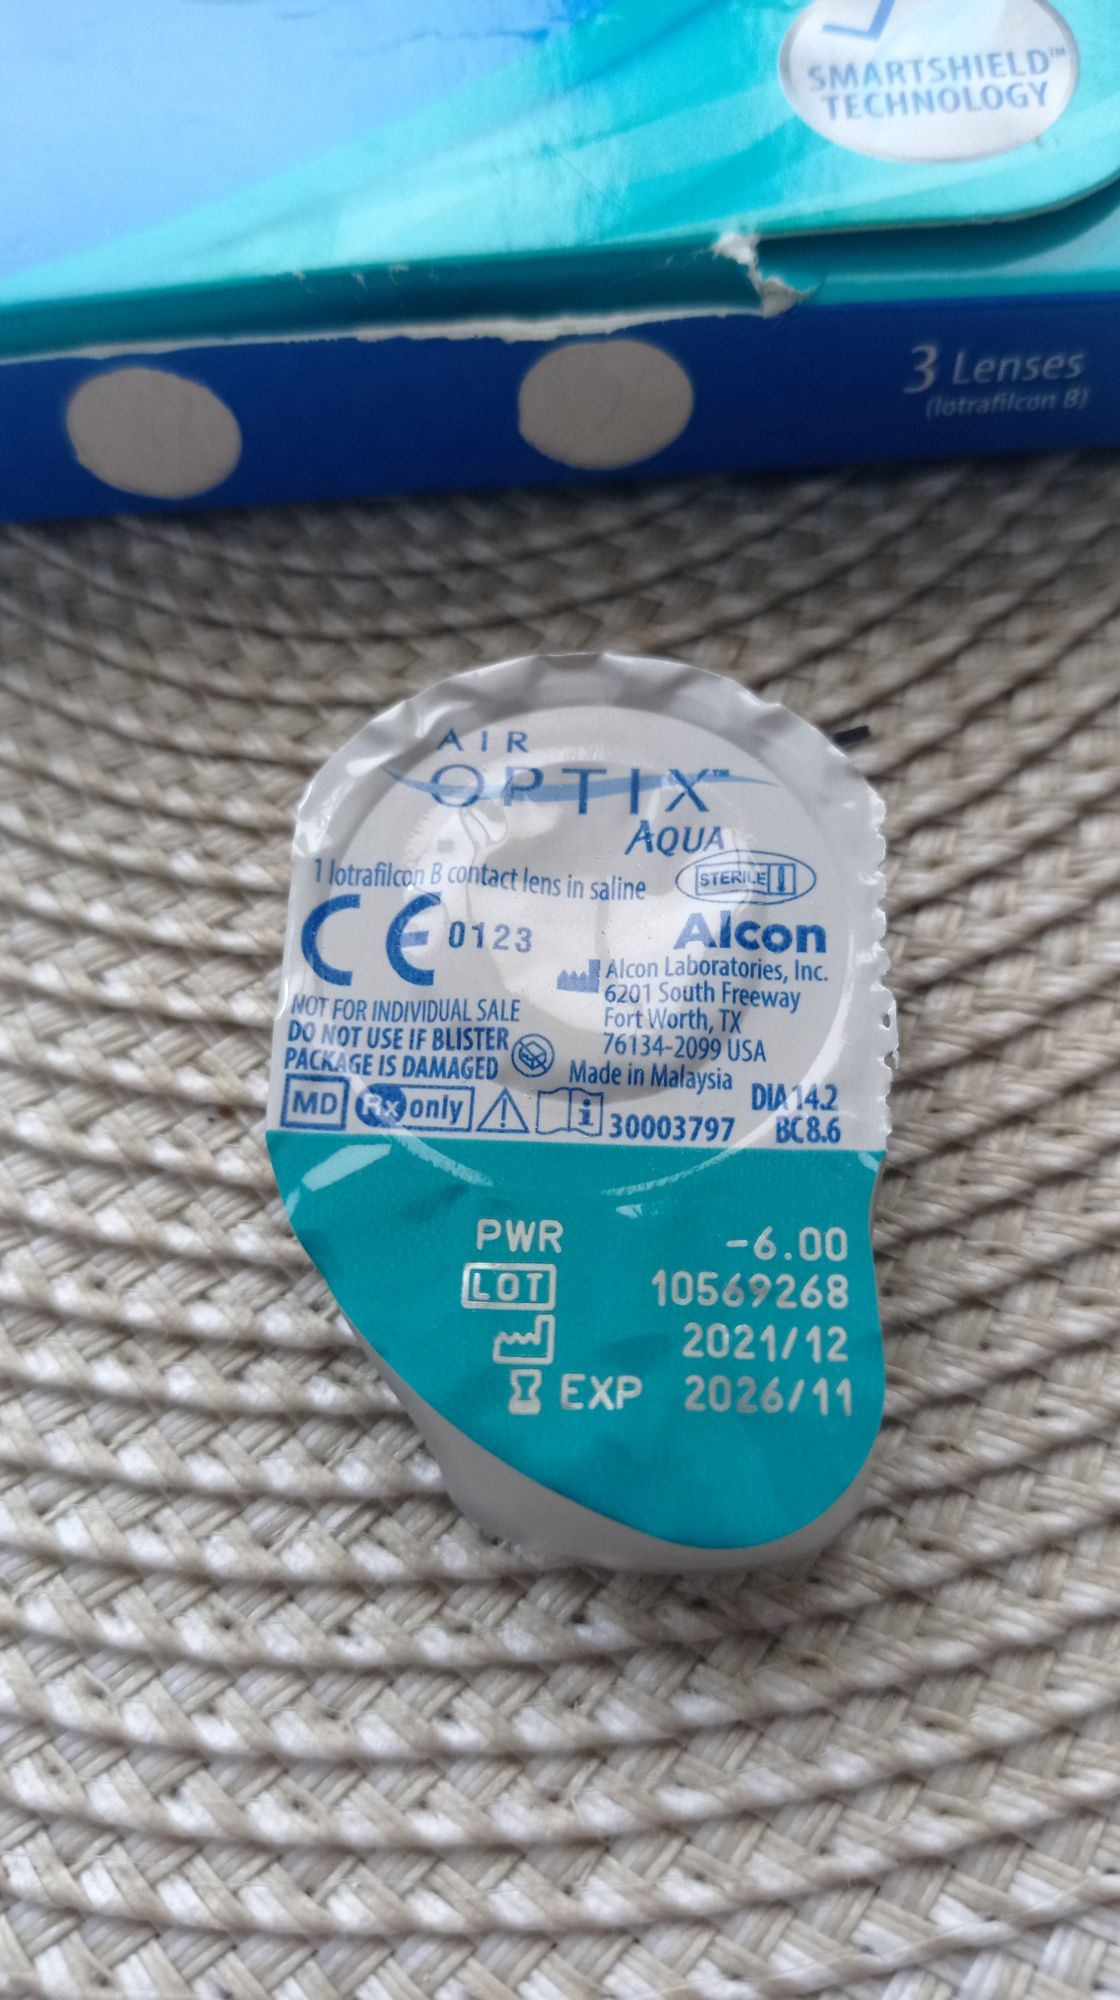 SMARTSHIELD™
TECHNOLOGY
3 Lenses
(lotrafilcon B)
AIR
OPTIX™
AQUA
1 lotrafilcon B contact lens in saline
STERILE
CE 0123
Alcon
Alcon Laboratories, Inc.
6201 South Freeway
Fort Worth, TX
76134-2099 USA
NOT FOR INDIVIDUAL SALE
DO NOT USE IF BLISTER
PACKAGE IS DAMAGED
Made in Malaysia
DIA 14.2
MD Rx only 30003797 BC 8.6
PWR -6.00
LOT 10569268
2021/12
EXP 2026/11